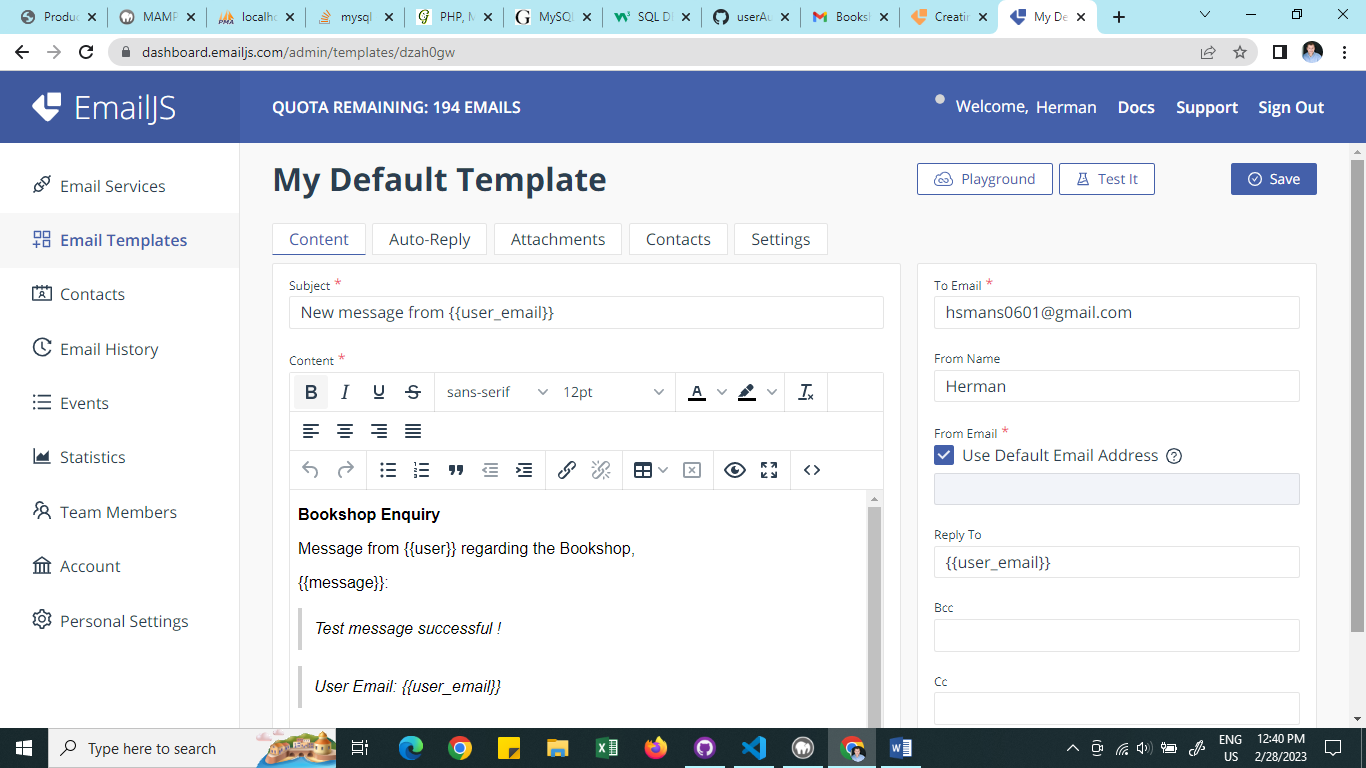 Produc
MAMP
localho
mysql
PHP, M
MySQL
SQL D
userAu
Booksh
Creatin
My De
dashboard.emailjs.com/admin/templates/dzah0gw
EmailJS
QUOTA REMAINING: 194 EMAILS
Welcome, Herman
Docs
Support
Sign Out
Email Services
Email Templates
Contacts
Email History
Events
Statistics
Team Members
Account
Personal Settings
My Default Template
Playground
Test It
Save
Content
Auto-Reply
Attachments
Contacts
Settings
Subject *
New message from {{user_email}}
Content *
B I U S sans-serif 12pt A
Bookshop Enquiry
Message from {{user}} regarding the Bookshop,
{{message}}:
Test message successful !
User Email: {{user_email}}
To Email *
hsmans0601@gmail.com
From Name
Herman
From Email *
Use Default Email Address
Reply To
{{user_email}}
Bcc
Cc
Type here to search
ENG
US
12:40 PM
2/28/2023